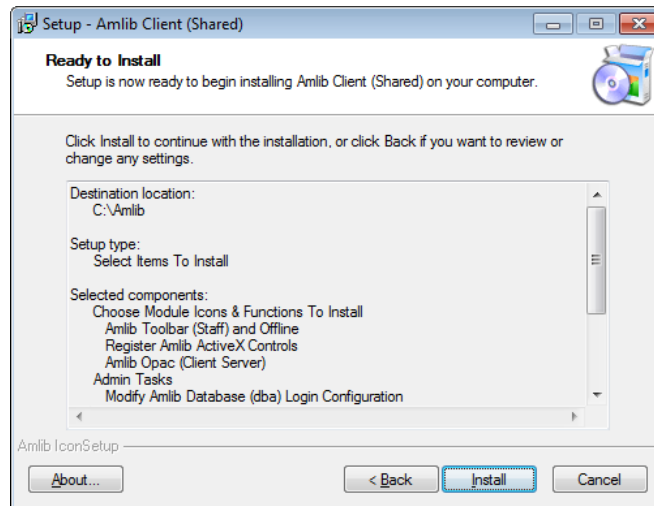 Setup - Amlib Client (Shared)
Ready to Install
Setup is now ready to begin installing Amlib Client (Shared) on your computer.
Click Install to continue with the installation, or click Back if you want to review or
change any settings.
Destination location:
C:\Amlib
Setup type:
Select Items To Install
Selected components:
Choose Module Icons & Functions To Install
Amlib Toolbar (Staff) and Offline
Register Amlib ActiveX Controls
Amlib Opac (Client Server)
Admin Tasks
Modify Amlib Database (dba) Login Configuration
Amlib IconSetup
About...
< Back
Install
Cancel